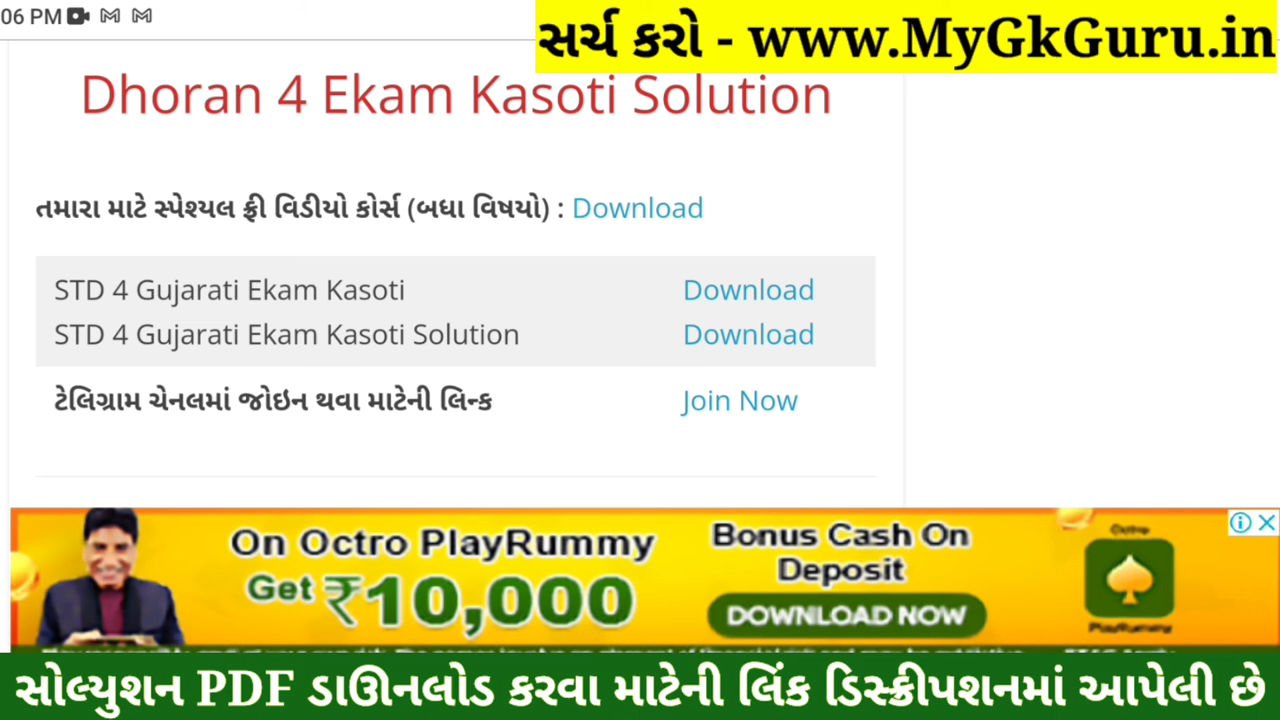 06 PM
સર્ચ કરો - www.MyGkGuru.in
Dhoran 4 Ekam Kasoti Solution
તમારા માટે સ્પેશ્યલ ફ્રી વિડીયો કોર્સ (બધા વિષયો) : Download
STD 4 Gujarati Ekam Kasoti Download
STD 4 Gujarati Ekam Kasoti Solution Download
ટેલિગ્રામ ચેનલમાં જોઇન થવા માટેની લિન્ક Join Now
On Octro PlayRummy
Get ₹10,000
Bonus Cash On
Deposit
DOWNLOAD NOW
Octro
PlayRummy
સોલ્યુશન PDF ડાઊનલોડ કરવા માટેની લિંક ડિસ્ક્રીપશનમાં આપેલી છે